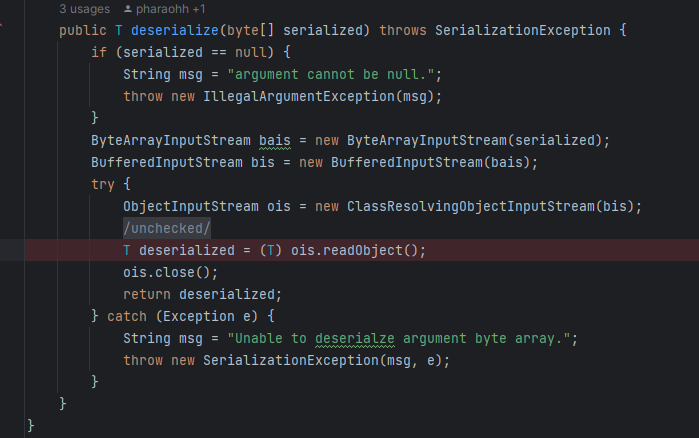 3 usages pharaohh +1
public T deserialize(byte[] serialized) throws SerializationException {
if (serialized == null) {
String msg = "argument cannot be null.";
throw new IllegalArgumentException(msg);
}
ByteArrayInputStream bais = new ByteArrayInputStream(serialized);
BufferedInputStream bis = new BufferedInputStream(bais);
try {
ObjectInputStream ois = new ClassResolvingObjectInputStream(bis);
/unchecked/
T deserialized = (T) ois.readObject();
ois.close();
return deserialized;
} catch (Exception e) {
String msg = "Unable to deserialze argument byte array.";
throw new SerializationException(msg, e);
}
}
}